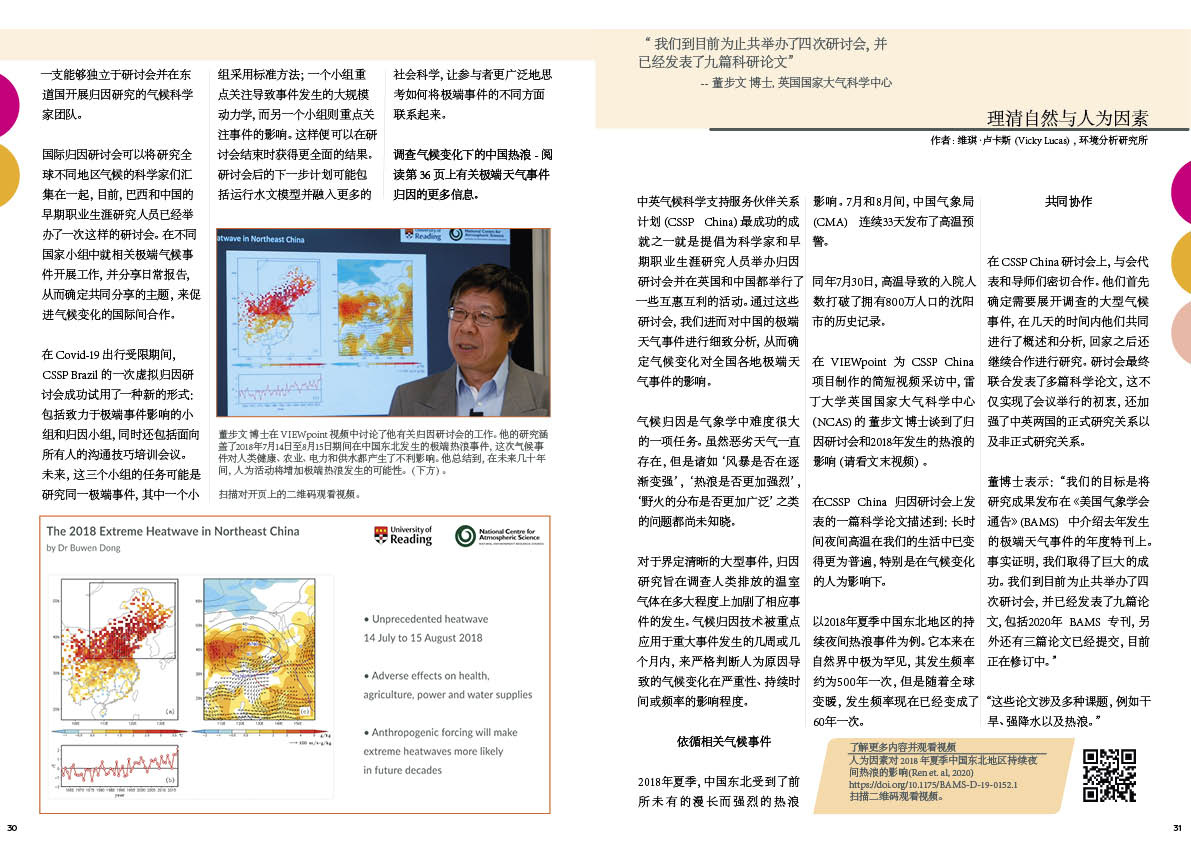 一支能够独立于研讨会并在东
道国开展归因研究的气候科学
家团队。
国际归因研讨会可以将研究全
球不同地区气候的科学家们汇
集在一起, 目前, 巴西和中国的
早期职业生涯研究人员已经举
办了一次这样的研讨会。在不同
国家小组中就相关极端气候事
件开展工作, 并分享日常报告,
从而确定共同分享的主题, 来促
进气候变化的国际间合作。
在 Covid-19 出行受限期间,
CSSP Brazil 的一次虚拟归因研
讨会成功试用了一种新的形式:
包括致力于极端事件影响的小
组和归因小组, 同时还包括面向
所有人的沟通技巧培训会议。
未来, 这三个小组的任务可能是
研究同一极端事件, 其中一个小
组采用标准方法; 一个小组重
点关注导致事件发生的大规模
动力学, 而另一个小组则重点关
注事件的影响。这样便可以在研
讨会结束时获得更全面的结果。
研讨会后的下一步计划可能包
括运行水文模型并融入更多的
社会科学, 让参与者更广泛地思
考如何将极端事件的不同方面
联系起来。
调查气候变化下的中国热浪 - 阅
读第 36 页上有关极端天气事件
归因的更多信息。
atwave in Northeast China
University of
Reading
National Centre for
Atmospheric Science
董步文 博士在 VIEWpoint 视频中讨论了他有关归因研讨会的工作。他的研究涵
盖了2018年7月14日至8月15日期间在中国东北发生的极端热浪事件, 这次气候事
件对人类健康、农业、电力和供水都产生了不利影响。他总结到, 在未来几十年
间, 人为活动将增加极端热浪发生的可能性。(下方) 。
扫描对开页上的二维码观看视频。
The 2018 Extreme Heatwave in Northeast China
by Dr Buwen Dong
University of
Reading
National Centre for
Atmospheric Science
NATURAL ENVIRONMENT RESEARCH COUNCIL
(a)
(c)
(b)
year
● Unprecedented heatwave
14 July to 15 August 2018
● Adverse effects on health,
agriculture, power and water supplies
● Anthropogenic forcing will make
extreme heatwaves more likely
in future decades
30
“ 我们到目前为止共举办了四次研讨会, 并
已经发表了九篇科研论文”
-- 董步文 博士, 英国国家大气科学中心
理清自然与人为因素
作者 : 维琪 · 卢卡斯 (Vicky Lucas) , 环境分析研究所
中英气候科学支持服务伙伴关系
计划 (CSSP China) 最成功的成
就之一就是提倡为科学家和早
期职业生涯研究人员举办归因
研讨会并在英国和中国都举行了
一些互惠互利的活动。通过这些
研讨会, 我们进而对中国的极端
天气事件进行细致分析, 从而确
定气候变化对全国各地极端天
气事件的影响。
气候归因是气象学中难度很大
的一项任务。虽然恶劣天气一直
存在, 但是诸如 ‘风暴是否在逐
渐变强’ , ‘热浪是否更加强烈’ ,
‘野火的分布是否更加广泛’ 之类
的问题都尚未知晓。
对于界定清晰的大型事件, 归因
研究旨在调查人类排放的温室
气体在多大程度上加剧了相应事
件的发生。气候归因技术被重点
应用于重大事件发生的几周或几
个月内, 来严格判断人为原因导
致的气候变化在严重性、持续时
间或频率的影响程度。
依循相关气候事件
2018年夏季, 中国东北受到了前
所未有的漫长而强烈的热浪
影响。7月和8月间, 中国气象局
(CMA) 连续33天发布了高温预
警。
同年7月30日, 高温导致的入院人
数打破了拥有800万人口的沈阳
市的历史记录。
在 VIEWpoint 为 CSSP China
项目制作的简短视频采访中, 雷
丁大学英国国家大气科学中心
(NCAS) 的 董步文 博士谈到了归
因研讨会和2018年发生的热浪的
影响 (请看文末视频) 。
在CSSP China 归因研讨会上发
表的一篇科学论文描述到: 长时
间夜间高温在我们的生活中已变
得更为普遍, 特别是在气候变化
的人为影响下。
以2018年夏季中国东北地区的持
续夜间热浪事件为例。它本来在
自然界中极为罕见, 其发生频率
约为500年一次, 但是随着全球
变暖, 发生频率现在已经变成了
60年一次。
共同协作
在CSSP China 研讨会上, 与会代
表和导师们密切合作。他们首先
确定需要展开调查的大型气候
事件, 在几天的时间内他们共同
进行了概述和分析, 回家之后还
继续合作进行研究。研讨会最终
联合发表了多篇科学论文, 这不
仅实现了会议举行的初衷, 还加
强了中英两国的正式研究关系以
及非正式研究关系。
董博士表示: “我们的目标是将
研究成果发布在《美国气象学会
通告》(BAMS) 中介绍去年发生
的极端天气事件的年度特刊上。
事实证明, 我们取得了巨大的成
功。我们到目前为止共举办了四
次研讨会, 并已经发表了九篇论
文, 包括2020年 BAMS 专刊, 另
外还有三篇论文已经提交, 目前
正在修订中。”
“这些论文涉及多种课题, 例如干
旱、强降水以及热浪。”
了解更多内容并观看视频
人为因素对 2018 年夏季中国东北地区持续夜
间热浪的影响(Ren et. al, 2020)
https://doi.org/10.1175/BAMS-D-19-0152.1
扫描二维码观看视频。
31